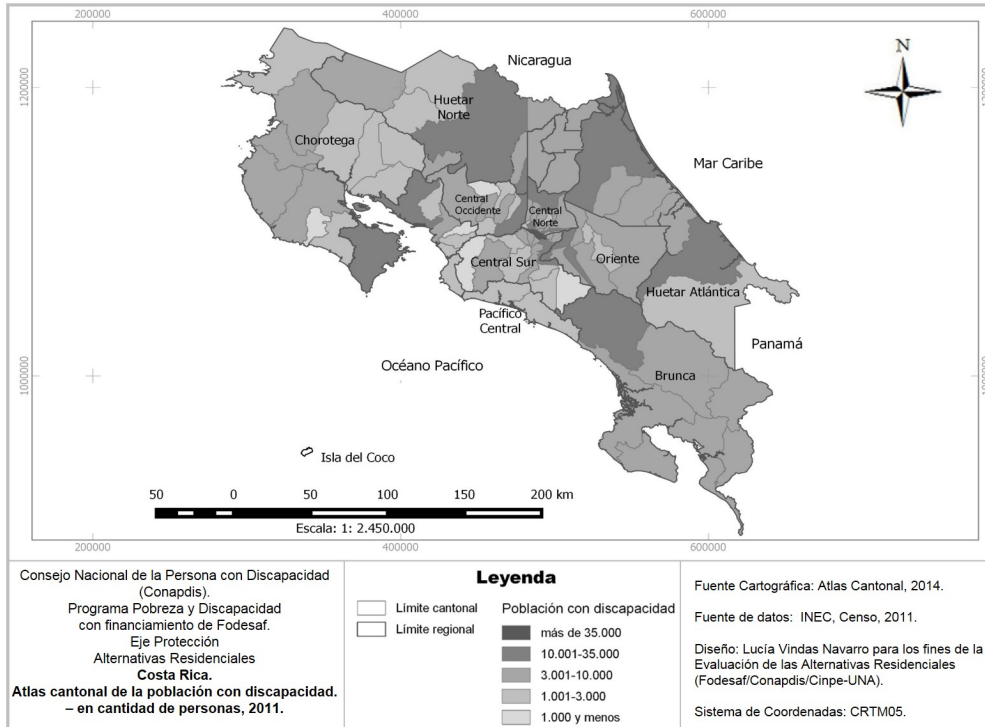 200000
400000
600000
1200000
1200000
N
Nicaragua
Huetar
Norte
Chorotega
Mar Caribe
Central
Occidente
Central
Norte
Central Sur
Oriente
Huetar Atlántica
Pacífico
Central
Panamá
Océano Pacífico
Brunca
1000000
1000000
Isla del Coco
50 0 50 100 150 200 km
Escala: 1: 2.450.000
200000
400000
600000
Consejo Nacional de la Persona con Discapacidad
(Conapdis).
Programa Pobreza y Discapacidad
con financiamiento de Fodesaf.
Eje Protección
Alternativas Residenciales
Costa Rica.
Atlas cantonal de la población con discapacidad.
– en cantidad de personas, 2011.
Leyenda
Límite cantonal
Límite regional
Población con discapacidad
más de 35.000
10.001-35.000
3.001-10.000
1.001-3.000
1.000 y menos
Fuente Cartográfica: Atlas Cantonal, 2014.
Fuente de datos: INEC, Censo, 2011.
Diseño: Lucía Vindas Navarro para los fines de la
Evaluación de las Alternativas Residenciales
(Fodesaf/Conapdis/Cinpe-UNA).
Sistema de Coordenadas: CRTM05.